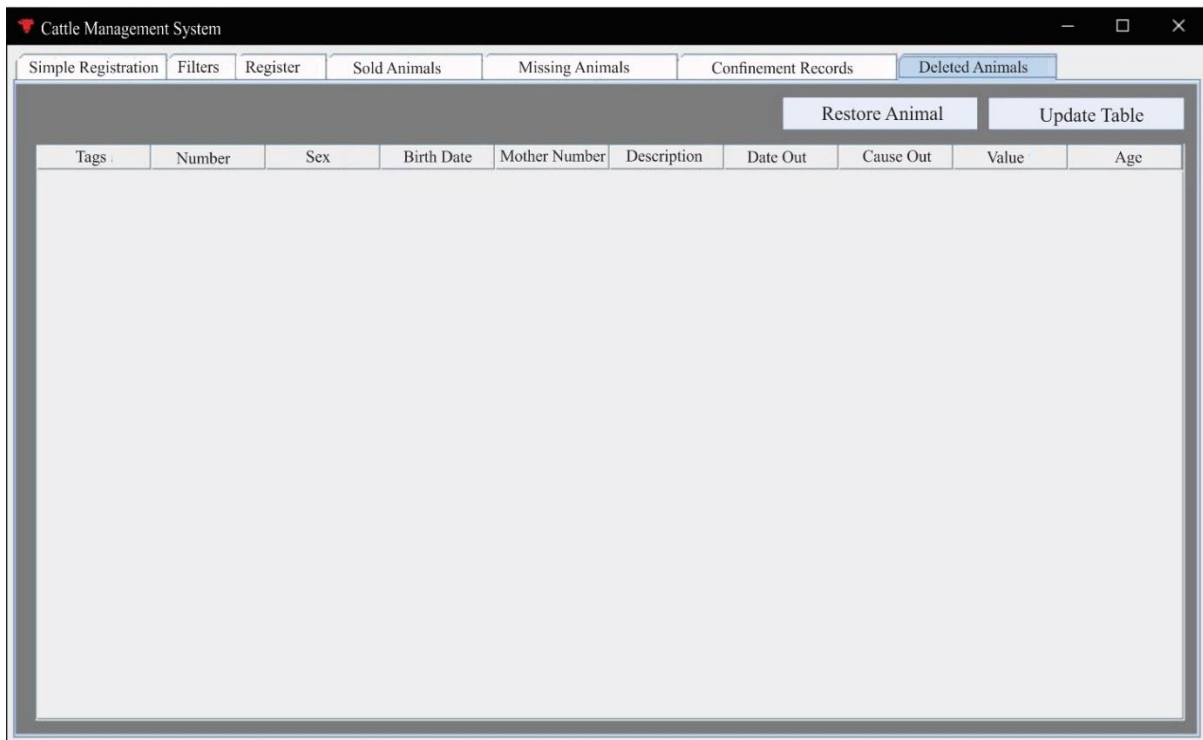 Cattle Management System
Simple Registration Filters Register Sold Animals Missing Animals Confinement Records Deleted Animals
Restore Animal Update Table
Tags Number Sex Birth Date Mother Number Description Date Out Cause Out Value Age